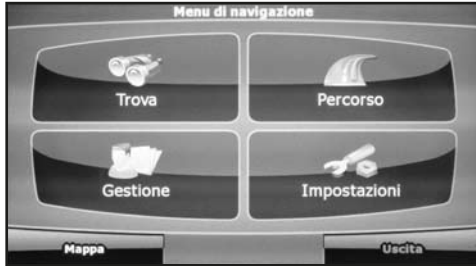 Menu di navigazione
Trova
Percorso
Gestione
Impostazioni
Mappa
Uscita